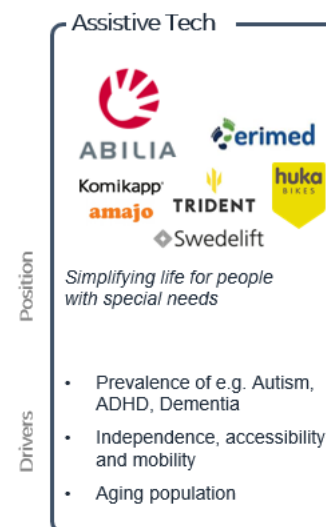 Assistive Tech
ABILIA
erimed
Komikapp
amajo
TRIDENT
huka
BIKES
Swedelift
Position
Simplifying life for people
with special needs
Drivers
• Prevalence of e.g. Autism,
ADHD, Dementia
• Independence, accessibility
and mobility
• Aging population